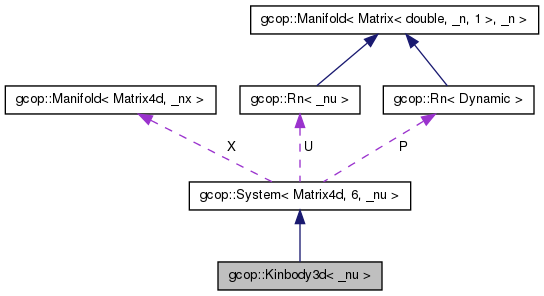 gcop::Manifold< Matrix< double, _n, 1 >, _n >
gcop::Manifold< Matrix4d, _nx >
gcop::Rn< _nu >
gcop::Rn< Dynamic >
X
U
P
gcop::System< Matrix4d, 6, _nu >
gcop::Kinbody3d< _nu >